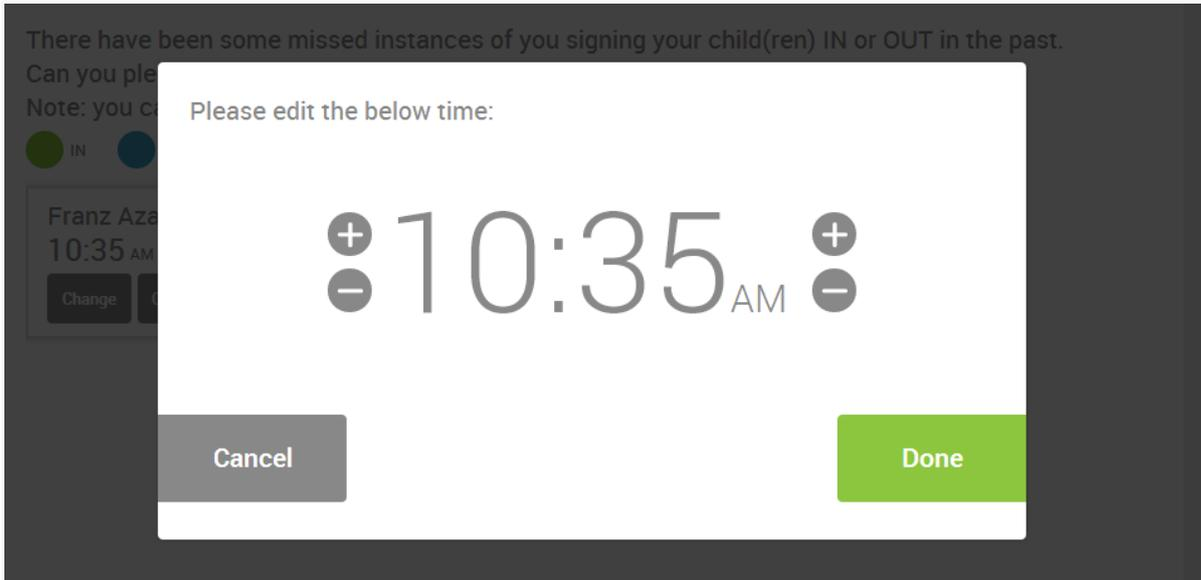 There have been some missed instances of you signing your child(ren) IN or OUT in the past.
Can you
Note: you
Please edit the below time:
IN
Franz
10:35 AM
10:35 AM
Change
Cancel
Done